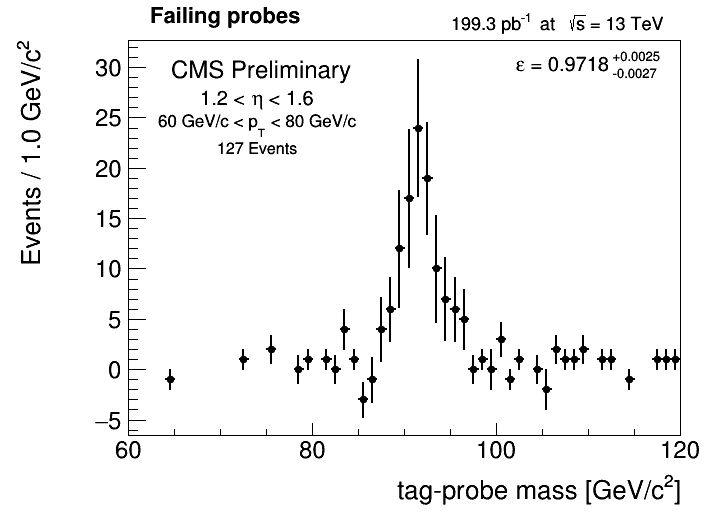 Failing probes
199.3 pb⁻¹ at √s = 13 TeV
CMS Preliminary
ε = 0.9718 +0.0025 -0.0027
1.2 < η < 1.6
60 GeV/c < p_T < 80 GeV/c
127 Events
Events / 1.0 GeV/c²
30
25
20
15
10
5
0
−5
60 80 100 120
tag-probe mass [GeV/c²]